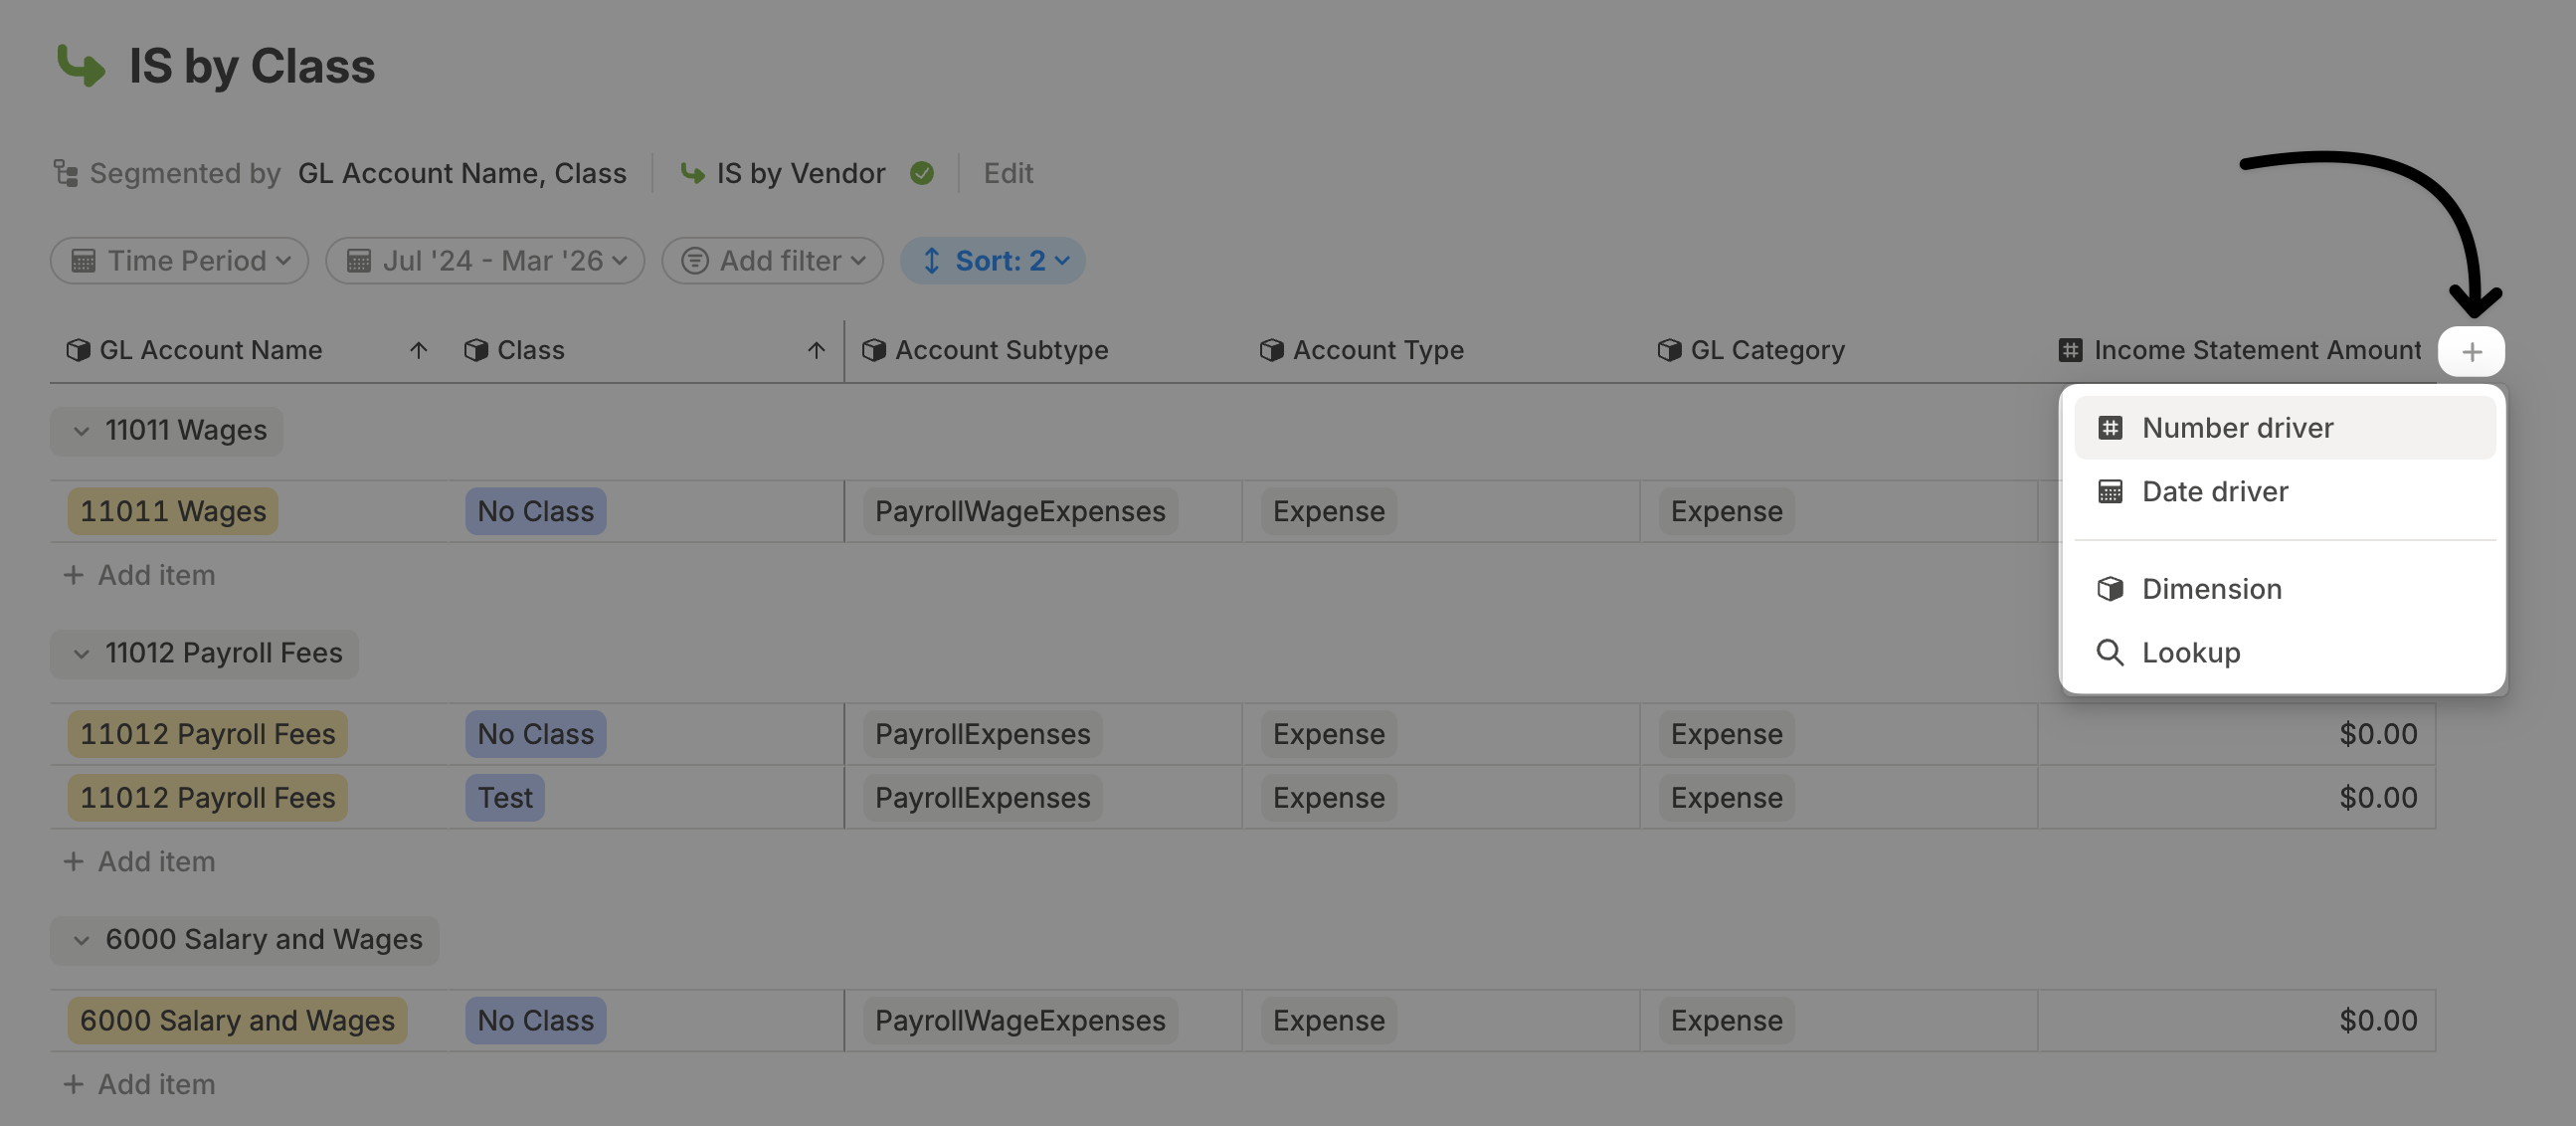 IS by Class
Segmented by GL Account Name, Class IS by Vendor Edit
Time Period Jul '24 - Mar '26 Add filter Sort: 2
GL Account Name Class Account Subtype Account Type GL Category Income Statement Amount
Number driver
Date driver
Dimension
Lookup
11011 Wages
11011 Wages No Class PayrollWageExpenses Expense Expense
Add item
11012 Payroll Fees
11012 Payroll Fees No Class PayrollExpenses Expense Expense $0.00
11012 Payroll Fees Test PayrollExpenses Expense Expense $0.00
Add item
6000 Salary and Wages
6000 Salary and Wages No Class PayrollWageExpenses Expense Expense $0.00
Add item